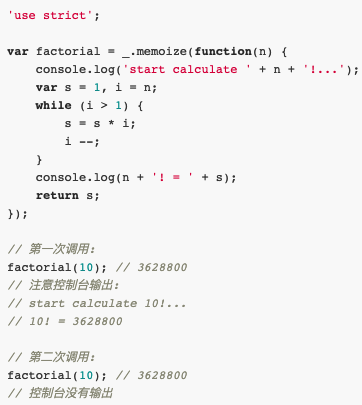 'use strict';
var factorial = _.memoize(function(n) {
console.log('start calculate ' + n + '!...');
var s = 1, i = n;
while (i > 1) {
s = s * i;
i --;
}
console.log(n + '! = ' + s);
return s;
});
// 第一次调用:
factorial(10); // 3628800
// 注意控制台输出:
// start calculate 10!...
// 10! = 3628800
// 第二次调用:
factorial(10); // 3628800
// 控制台没有输出